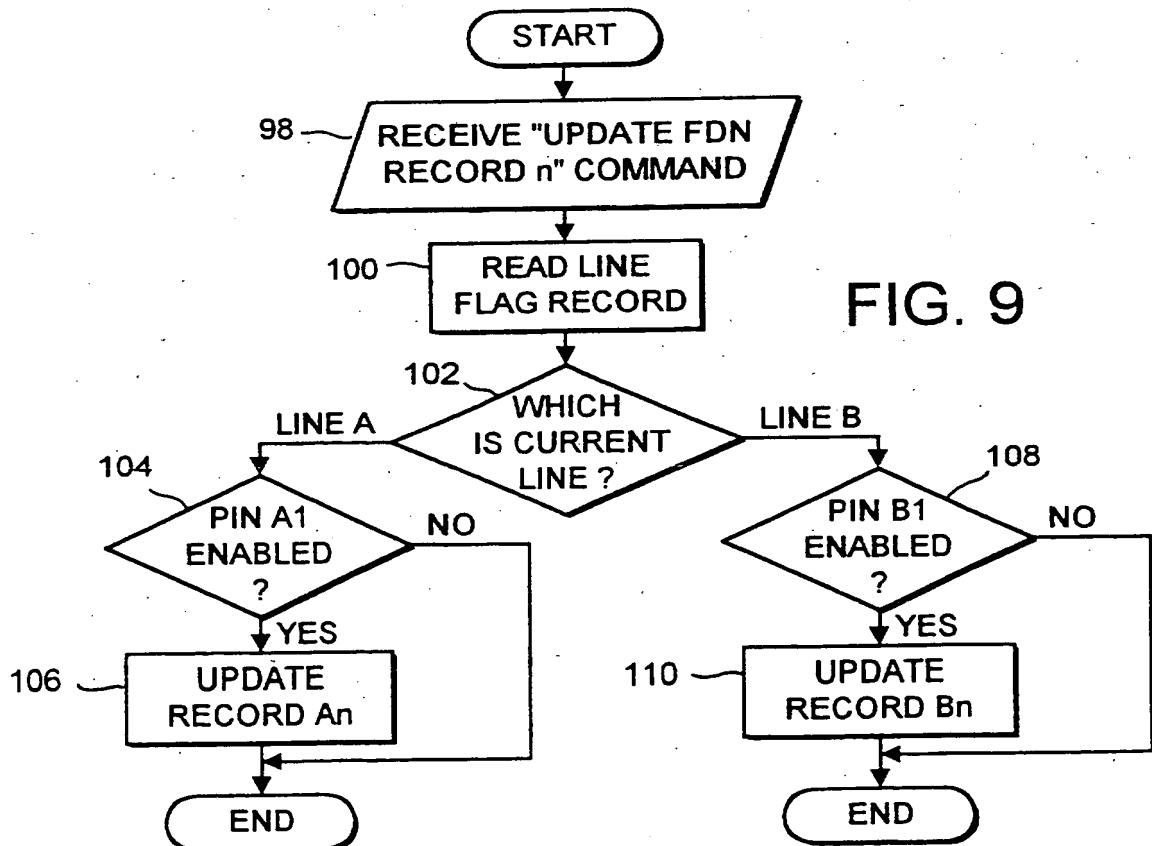 START
98
RECEIVE "UPDATE FDN
RECORD n" COMMAND
100
READ LINE
FLAG RECORD
FIG. 9
102
WHICH
IS CURRENT
LINE ?
LINE A
LINE B
104
PIN A1
ENABLED
?
NO
YES
108
PIN B1
ENABLED
?
NO
YES
106
UPDATE
RECORD An
110
UPDATE
RECORD Bn
END
END